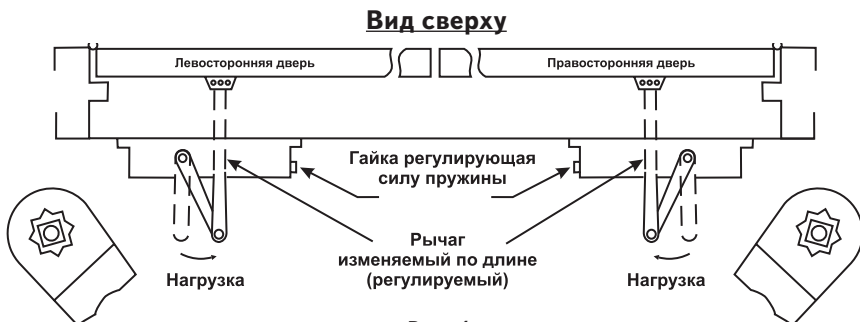 Вид сверху
Левосторонняя дверь
Правосторонняя дверь
Гайка регулирующая
силу пружины
Рычаг
изменяемый по длине
(регулируемый)
Нагрузка
Нагрузка